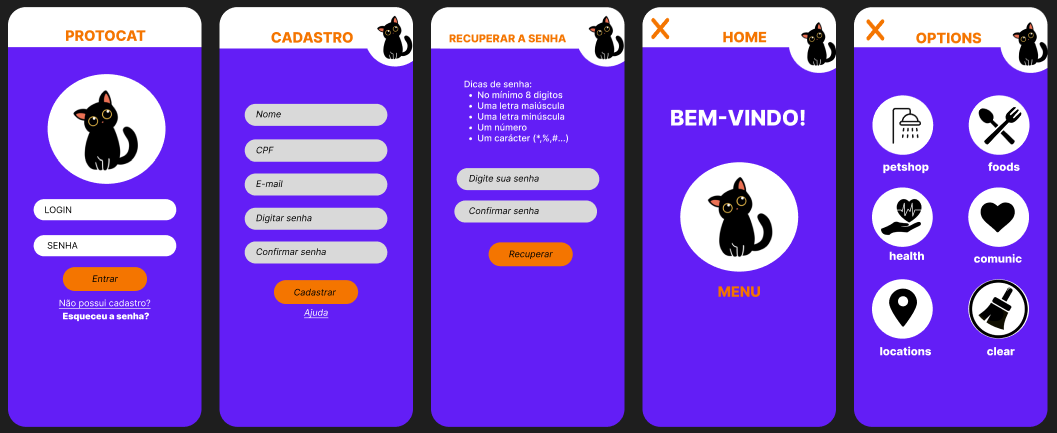 PROTOCAT
LOGIN
SENHA
Entrar
Não possui cadastro?
Esqueceu a senha?
CADASTRO
Nome
CPF
E-mail
Digitar senha
Confirmar senha
Cadastrar
Ajuda
RECUPERAR A SENHA
Dicas de senha:
• No mínimo 8 digitos
• Uma letra maiúscula
• Uma letra minúscula
• Um número
• Um carácter (*,%,#...)
Digite sua senha
Confirmar senha
Recuperar
X
HOME
BEM-VINDO!
MENU
X
OPTIONS
petshop
foods
health
comunic
locations
clear